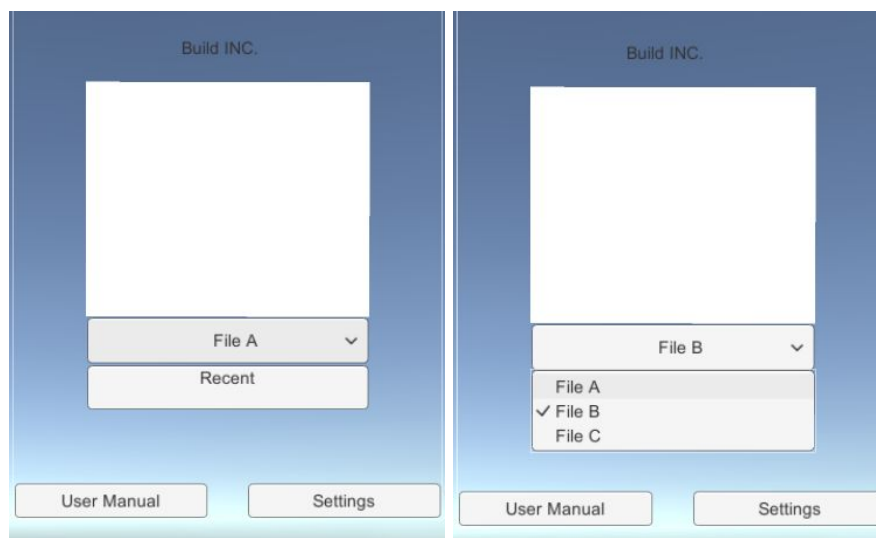 Build INC.
File A
Recent
User Manual
Settings
Build INC.
File B
File A
File B
File C
User Manual
Settings